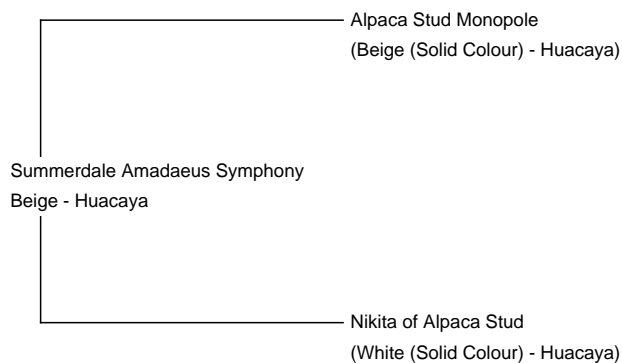 Alpaca Stud Monopole
(Beige (Solid Colour) - Huacaya)
Summerdale Amadaeus Symphony
Beige - Huacaya
Nikita of Alpaca Stud
(White (Solid Colour) - Huacaya)